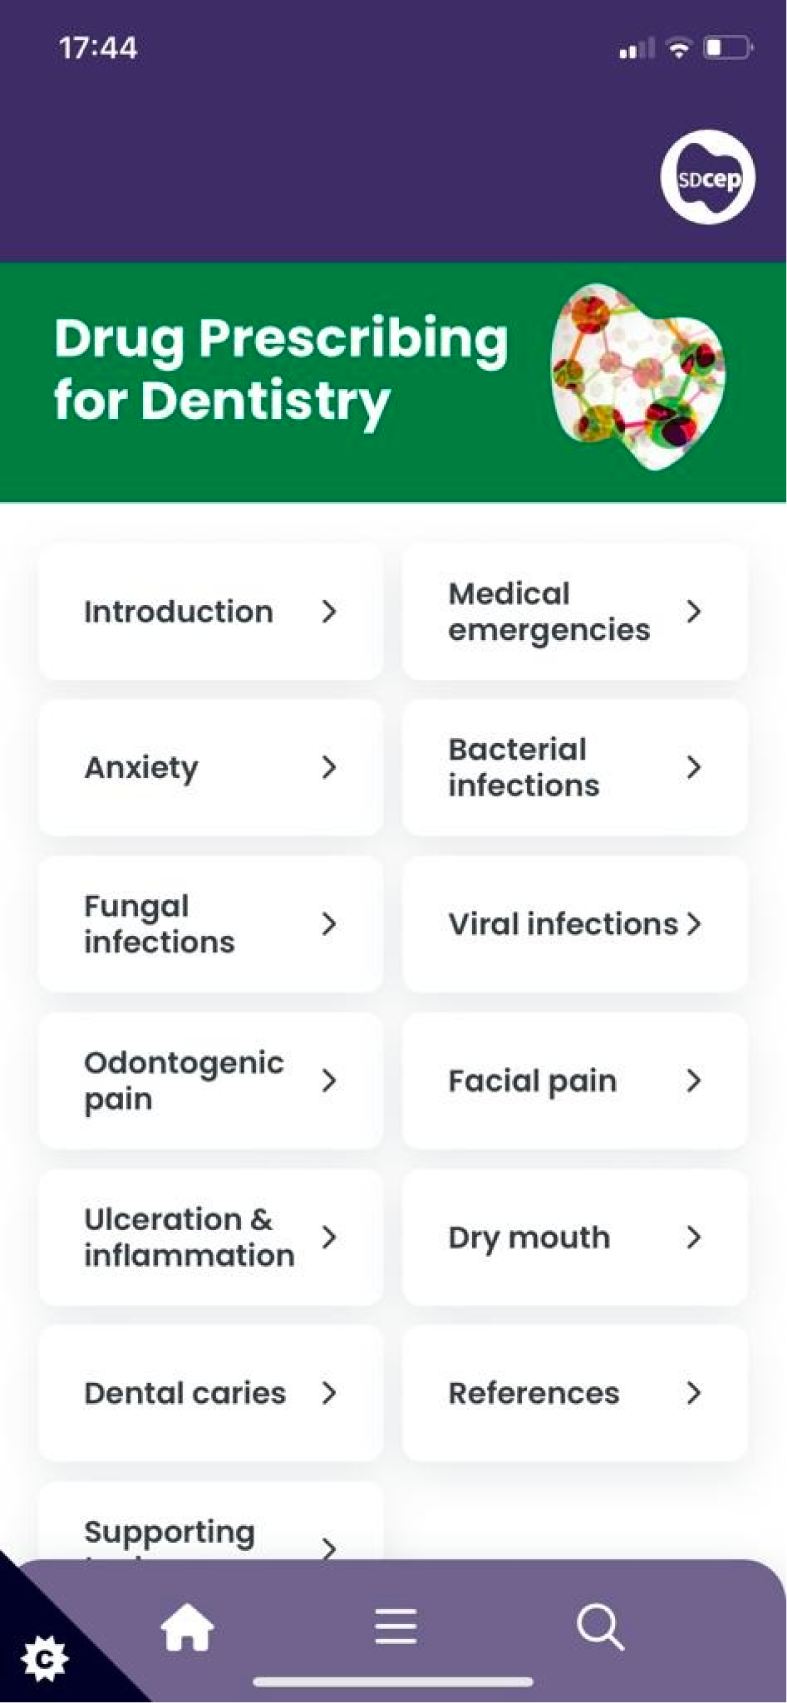 17:44
SDcep
Drug Prescribing
for Dentistry
Introduction
Medical
emergencies
Anxiety
Bacterial
infections
Fungal
infections
Viral infections
Odontogenic
pain
Facial pain
Ulceration &
inflammation
Dry mouth
Dental caries
References
Supporting
C